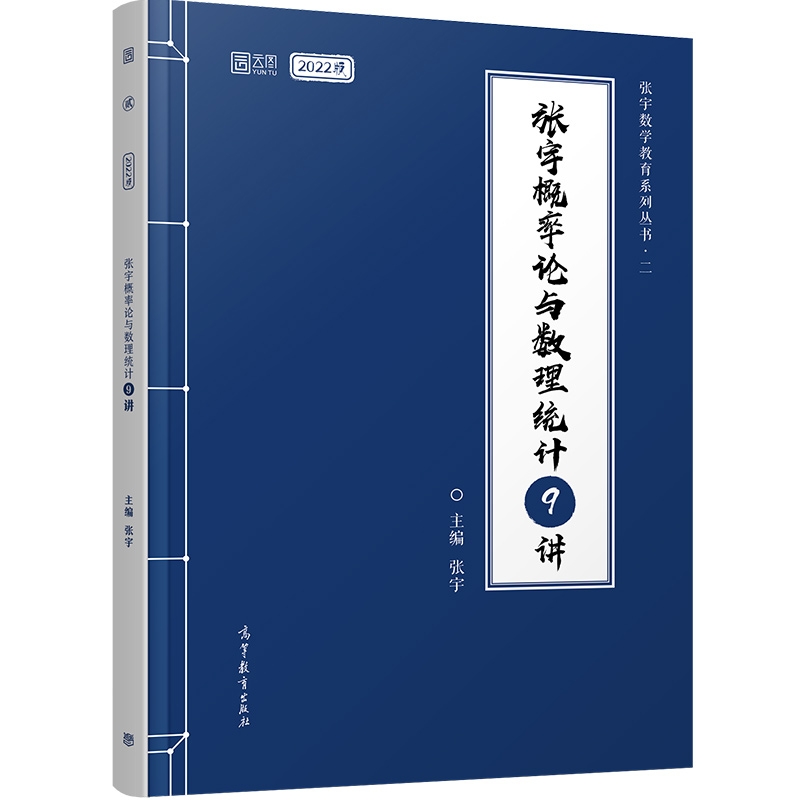 云图
YUN TU
2022版
张宇数学教育系列丛书·二
张宇概率论与数理统计9讲
主编 张宇
高等教育出版社
贰
2022版
张宇概率论与数理统计9讲
主编 张宇